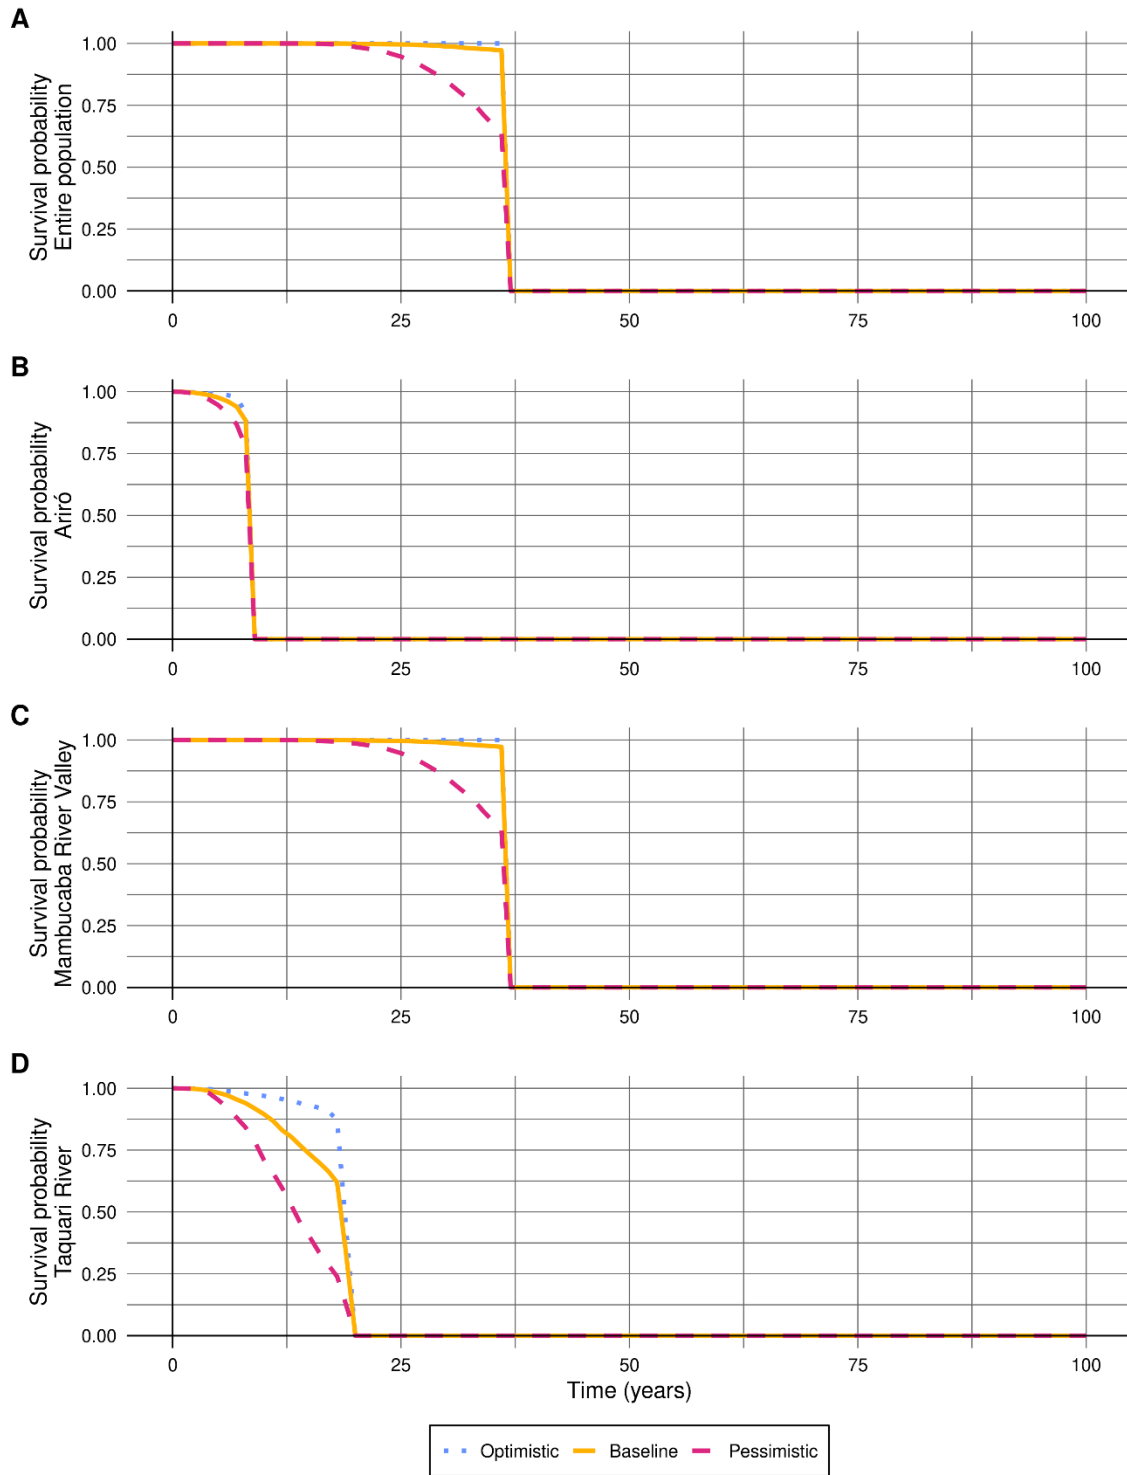 A
Survival probability
Entire population
1.00
0.75
0.50
0.25
0.00
0 25 50 75 100
B
Survival probability
Ariró
1.00
0.75
0.50
0.25
0.00
0 25 50 75 100
C
Survival probability
Mambucaba River Valley
1.00
0.75
0.50
0.25
0.00
0 25 50 75 100
D
Survival probability
Taquari River
1.00
0.75
0.50
0.25
0.00
0 25 50 75 100
Time (years)
Optimistic Baseline Pessimistic